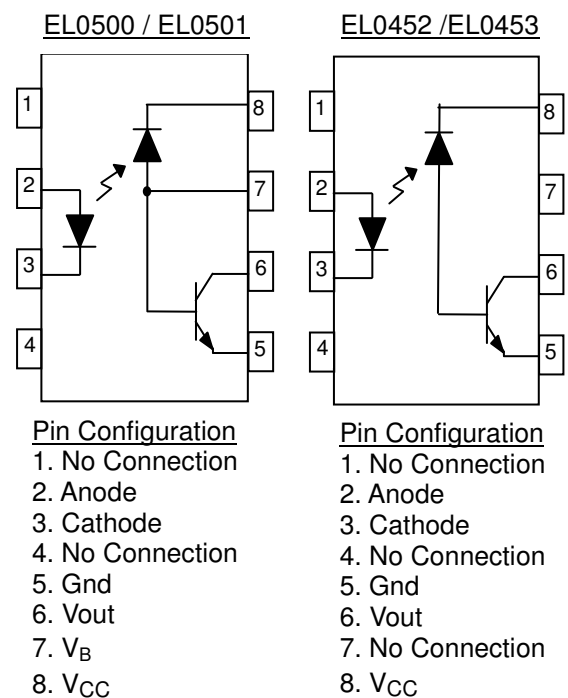 EL0500 / EL0501
1
2
3
4
8
7
6
5
Pin Configuration
1. No Connection
2. Anode
3. Cathode
4. No Connection
5. Gnd
6. Vout
7. VB
8. VCC
EL0452 /EL0453
1
2
3
4
8
7
6
5
Pin Configuration
1. No Connection
2. Anode
3. Cathode
4. No Connection
5. Gnd
6. Vout
7. No Connection
8. VCC